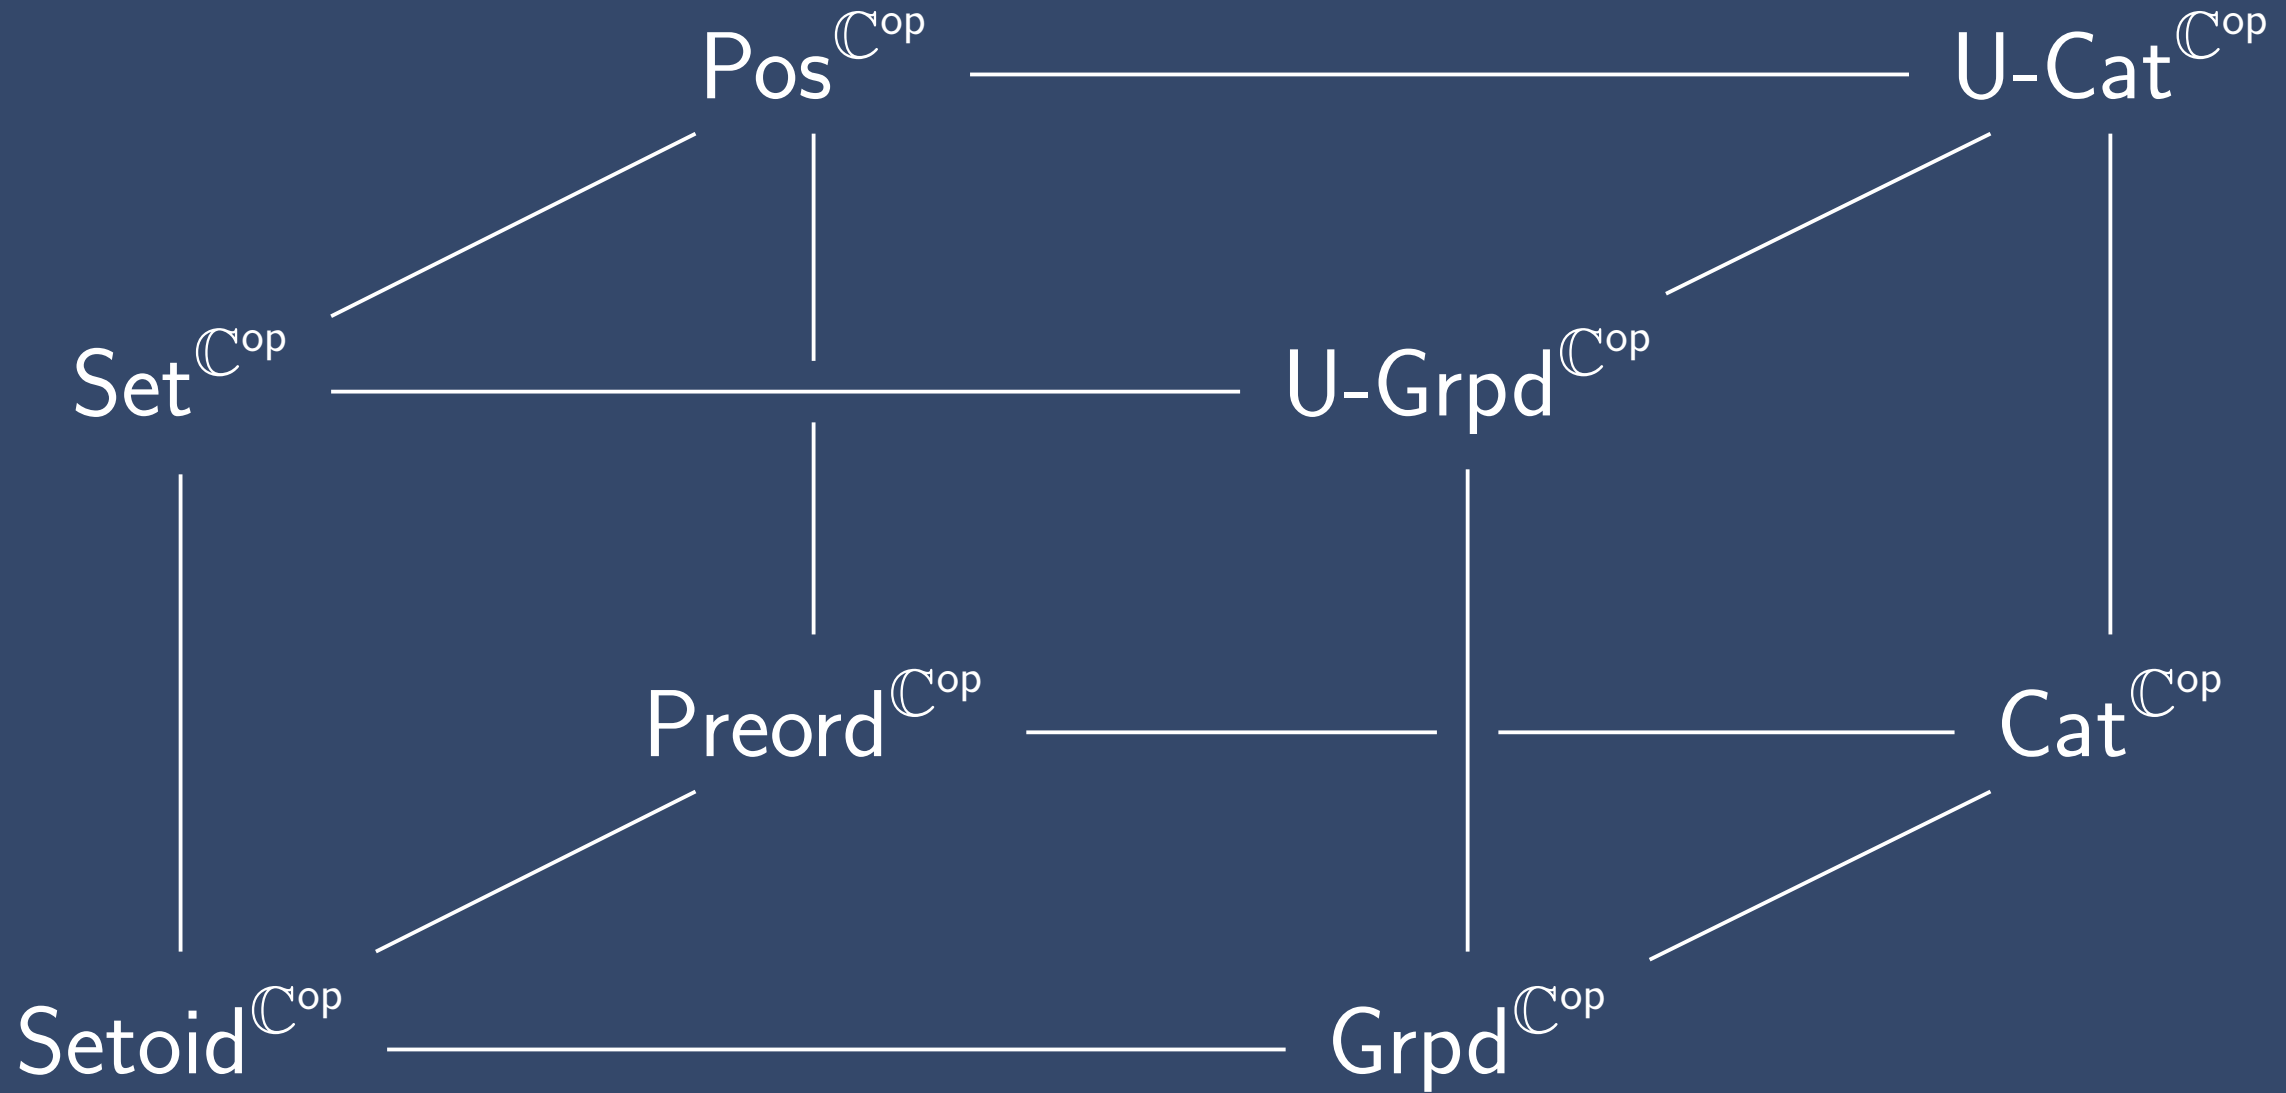 Pos^ℂ^op U-Cat^ℂ^op
Set^ℂ^op U-Grpd^ℂ^op
Preord^ℂ^op Cat^ℂ^op
Setoid^ℂ^op Grpd^ℂ^op